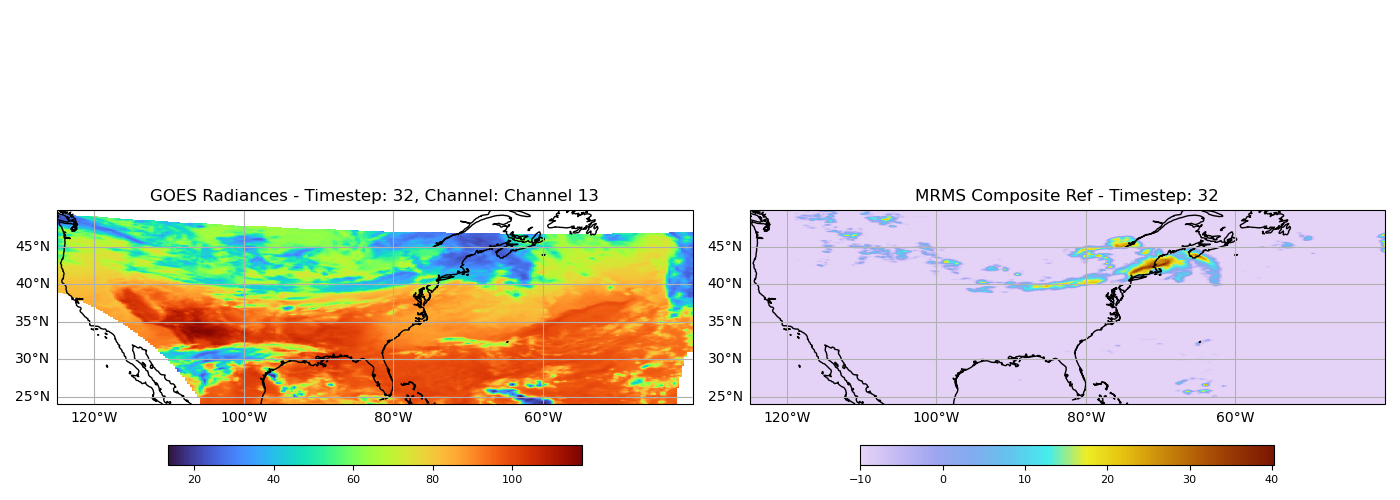 GOES Radiances - Timestep: 32, Channel: Channel 13
45°N
40°N
35°N
30°N
25°N
120°W 100°W 80°W 60°W
20 40 60 80 100
MRMS Composite Ref - Timestep: 32
45°N
40°N
35°N
30°N
25°N
120°W 100°W 80°W 60°W
−10 0 10 20 30 40